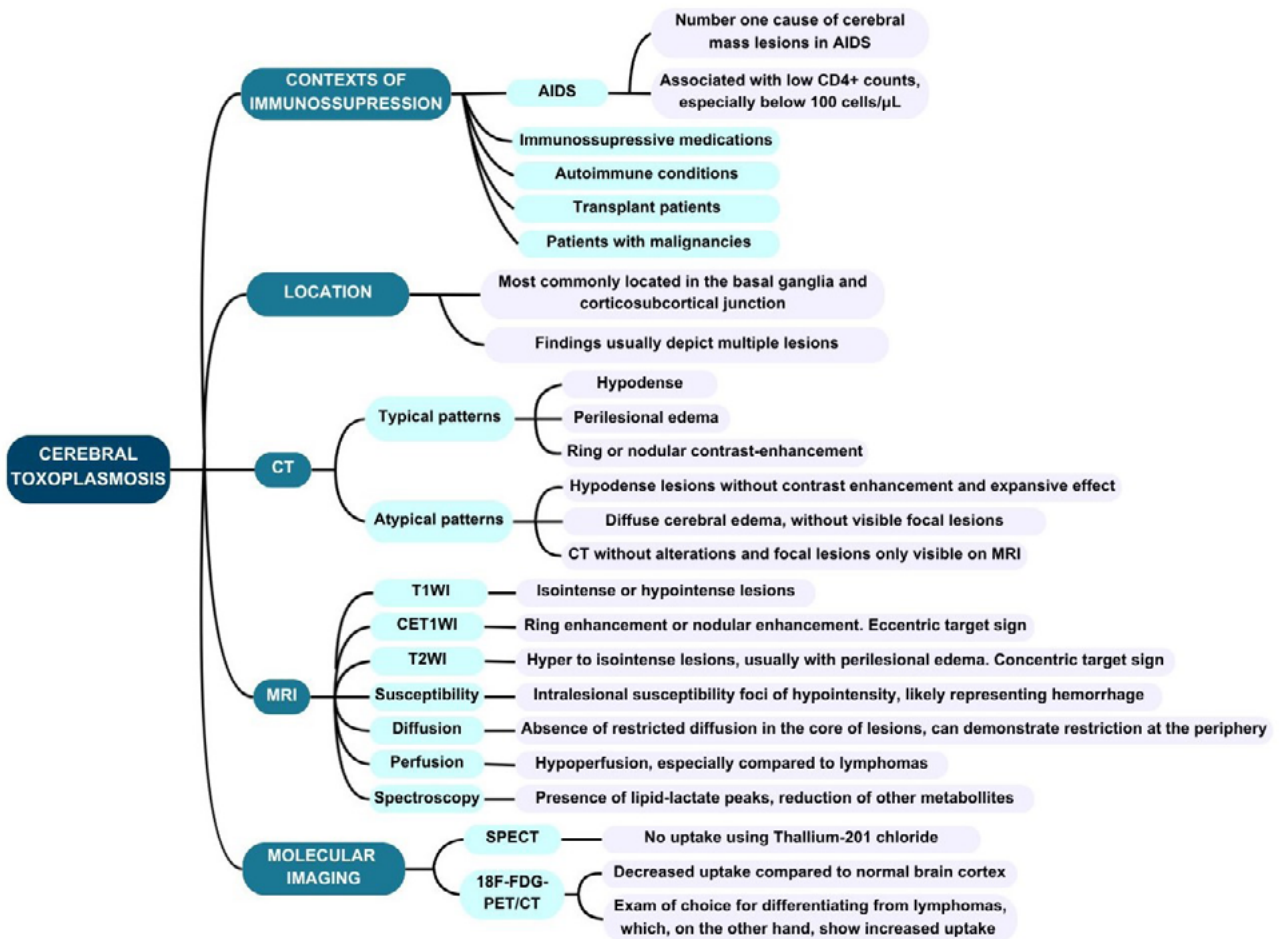 CEREBRAL
TOXOPLASMOSIS
CONTEXTS OF
IMMUNOSSUPRESSION
AIDS
Number one cause of cerebral
mass lesions in AIDS
Associated with low CD4+ counts,
especially below 100 cells/µL
Immunossupressive medications
Autoimmune conditions
Transplant patients
Patients with malignancies
LOCATION
Most commonly located in the basal ganglia and
corticosubcortical junction
Findings usually depict multiple lesions
CT
Typical patterns
Hypodense
Perilesional edema
Ring or nodular contrast-enhancement
Atypical patterns
Hypodense lesions without contrast enhancement and expansive effect
Diffuse cerebral edema, without visible focal lesions
CT without alterations and focal lesions only visible on MRI
MRI
T1WI
Isointense or hypointense lesions
CET1WI
Ring enhancement or nodular enhancement. Eccentric target sign
T2WI
Hyper to isointense lesions, usually with perilesional edema. Concentric target sign
Susceptibility
Intralesional susceptibility foci of hypointensity, likely representing hemorrhage
Diffusion
Absence of restricted diffusion in the core of lesions, can demonstrate restriction at the periphery
Perfusion
Hypoperfusion, especially compared to lymphomas
Spectroscopy
Presence of lipid-lactate peaks, reduction of other metabollites
MOLECULAR
IMAGING
SPECT
No uptake using Thallium-201 chloride
18F-FDG-
PET/CT
Decreased uptake compared to normal brain cortex
Exam of choice for differentiating from lymphomas,
which, on the other hand, show increased uptake